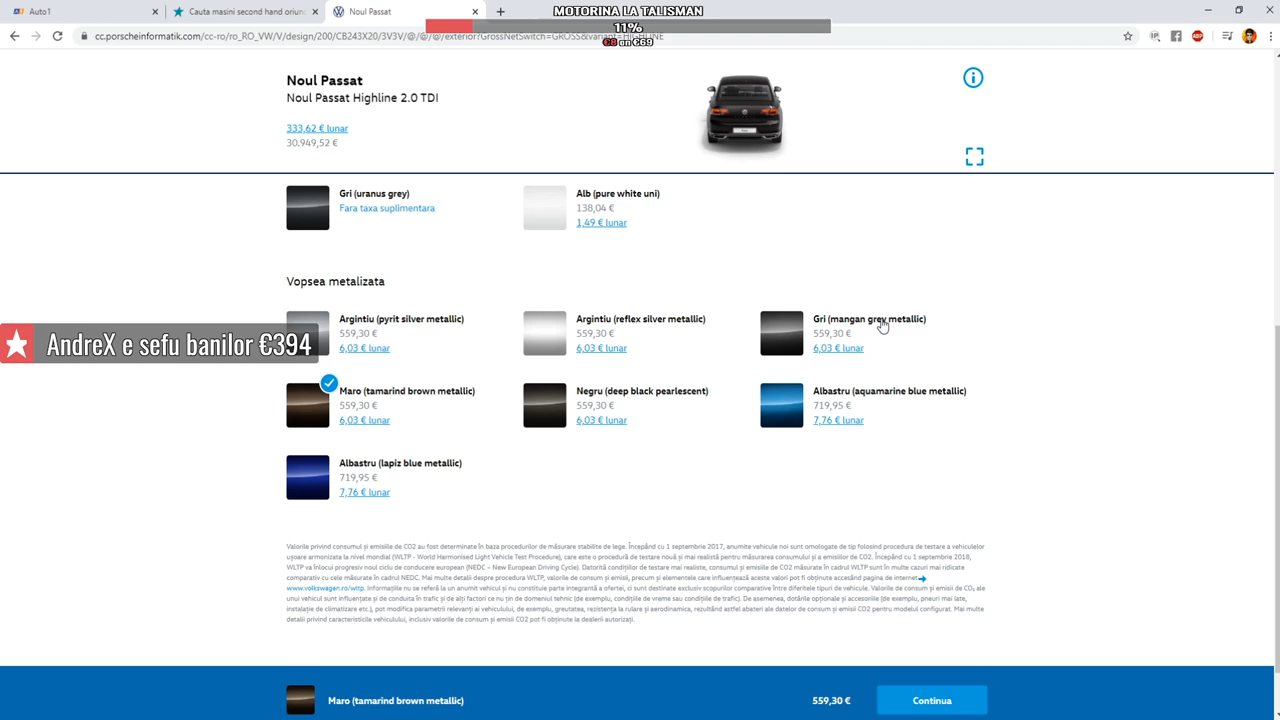 Auto1
Cauta masini second hand oriun
Noul Passat
MOTORINA LA TALISMAN
11%
€8 an €69
cc.porscheinformatik.com/cc-ro/ro_RO_VW/V/design/200/CB243X20/3V3V/@/@/@/exterior?GrossNetSwitch=GROSS&variant=HIGHLINE
Noul Passat
Noul Passat Highline 2.0 TDI
333,62 € lunar
30.949,52 €
Gri (uranus grey)
Fara taxa suplimentara
Alb (pure white uni)
138,04 €
1,49 € lunar
Vopsea metalizata
Argintiu (pyrit silver metallic)
559,30 €
6,03 € lunar
Argintiu (reflex silver metallic)
559,30 €
6,03 € lunar
Gri (mangan grey metallic)
559,30 €
6,03 € lunar
AndreX e sefu banilor €394
Maro (tamarind brown metallic)
559,30 €
6,03 € lunar
Negru (deep black pearlescent)
559,30 €
6,03 € lunar
Albastru (aquamarine blue metallic)
719,95 €
7,76 € lunar
Albastru (lapiz blue metallic)
719,95 €
7,76 € lunar
Valorile privind consumul și emisiile de CO2 au fost determinate în baza procedurilor de măsurare stabilite de lege. Începând cu 1 septembrie 2017, anumite vehicule noi sunt omologate de tip folosind procedura de testare a vehiculelor
ușoare armonizata la nivel mondial (WLTP - World Harmonised Light Vehicle Test Procedure), care este o procedură de testare nouă și mai realistă pentru măsurarea consumului și a emisiilor de CO2. Începând cu 1 septembrie 2018,
WLTP va înlocui progresiv noul ciclu de conducere european (NEDC – New European Driving Cycle). Datorită condițiilor de testare mai realiste, consumul și emisiile de CO2 măsurate în cadrul WLTP sunt în multe cazuri mai ridicate
comparativ cu cele măsurate în cadrul NEDC. Mai multe detalii despre procedura WLTP, valorile de consum și emisii, precum și elementele care influențează aceste valori pot fi obținute accesând pagina de internet
www.volkswagen.ro/wltp. Informațiile nu se referă la un anumit vehicul și nu constituie parte integrantă a ofertei, ci sunt destinate exclusiv scopurilor comparative între diferitele tipuri de vehicule. Valorile de consum și emisii de CO₂ ale
unui vehicul sunt influențate și de conduita în trafic și de alți factori ce nu țin de domeniul tehnic (de exemplu, condițiile de vreme sau condițiile de trafic). De asemenea, dotările opționale și accesoriile (de exemplu, pneuri mai late,
instalație de climatizare etc.), pot modifica parametrii relevanți ai vehiculului, de exemplu, greutatea, rezistența la rulare și aerodinamica, rezultând astfel abateri ale datelor de consum și emisii CO2 pentru modelul configurat. Mai multe
detalii privind caracteristicile vehiculului, inclusiv valorile de consum și emisii CO2 pot fi obținute la dealerii autorizați.
Maro (tamarind brown metallic)
559,30 €
Continua